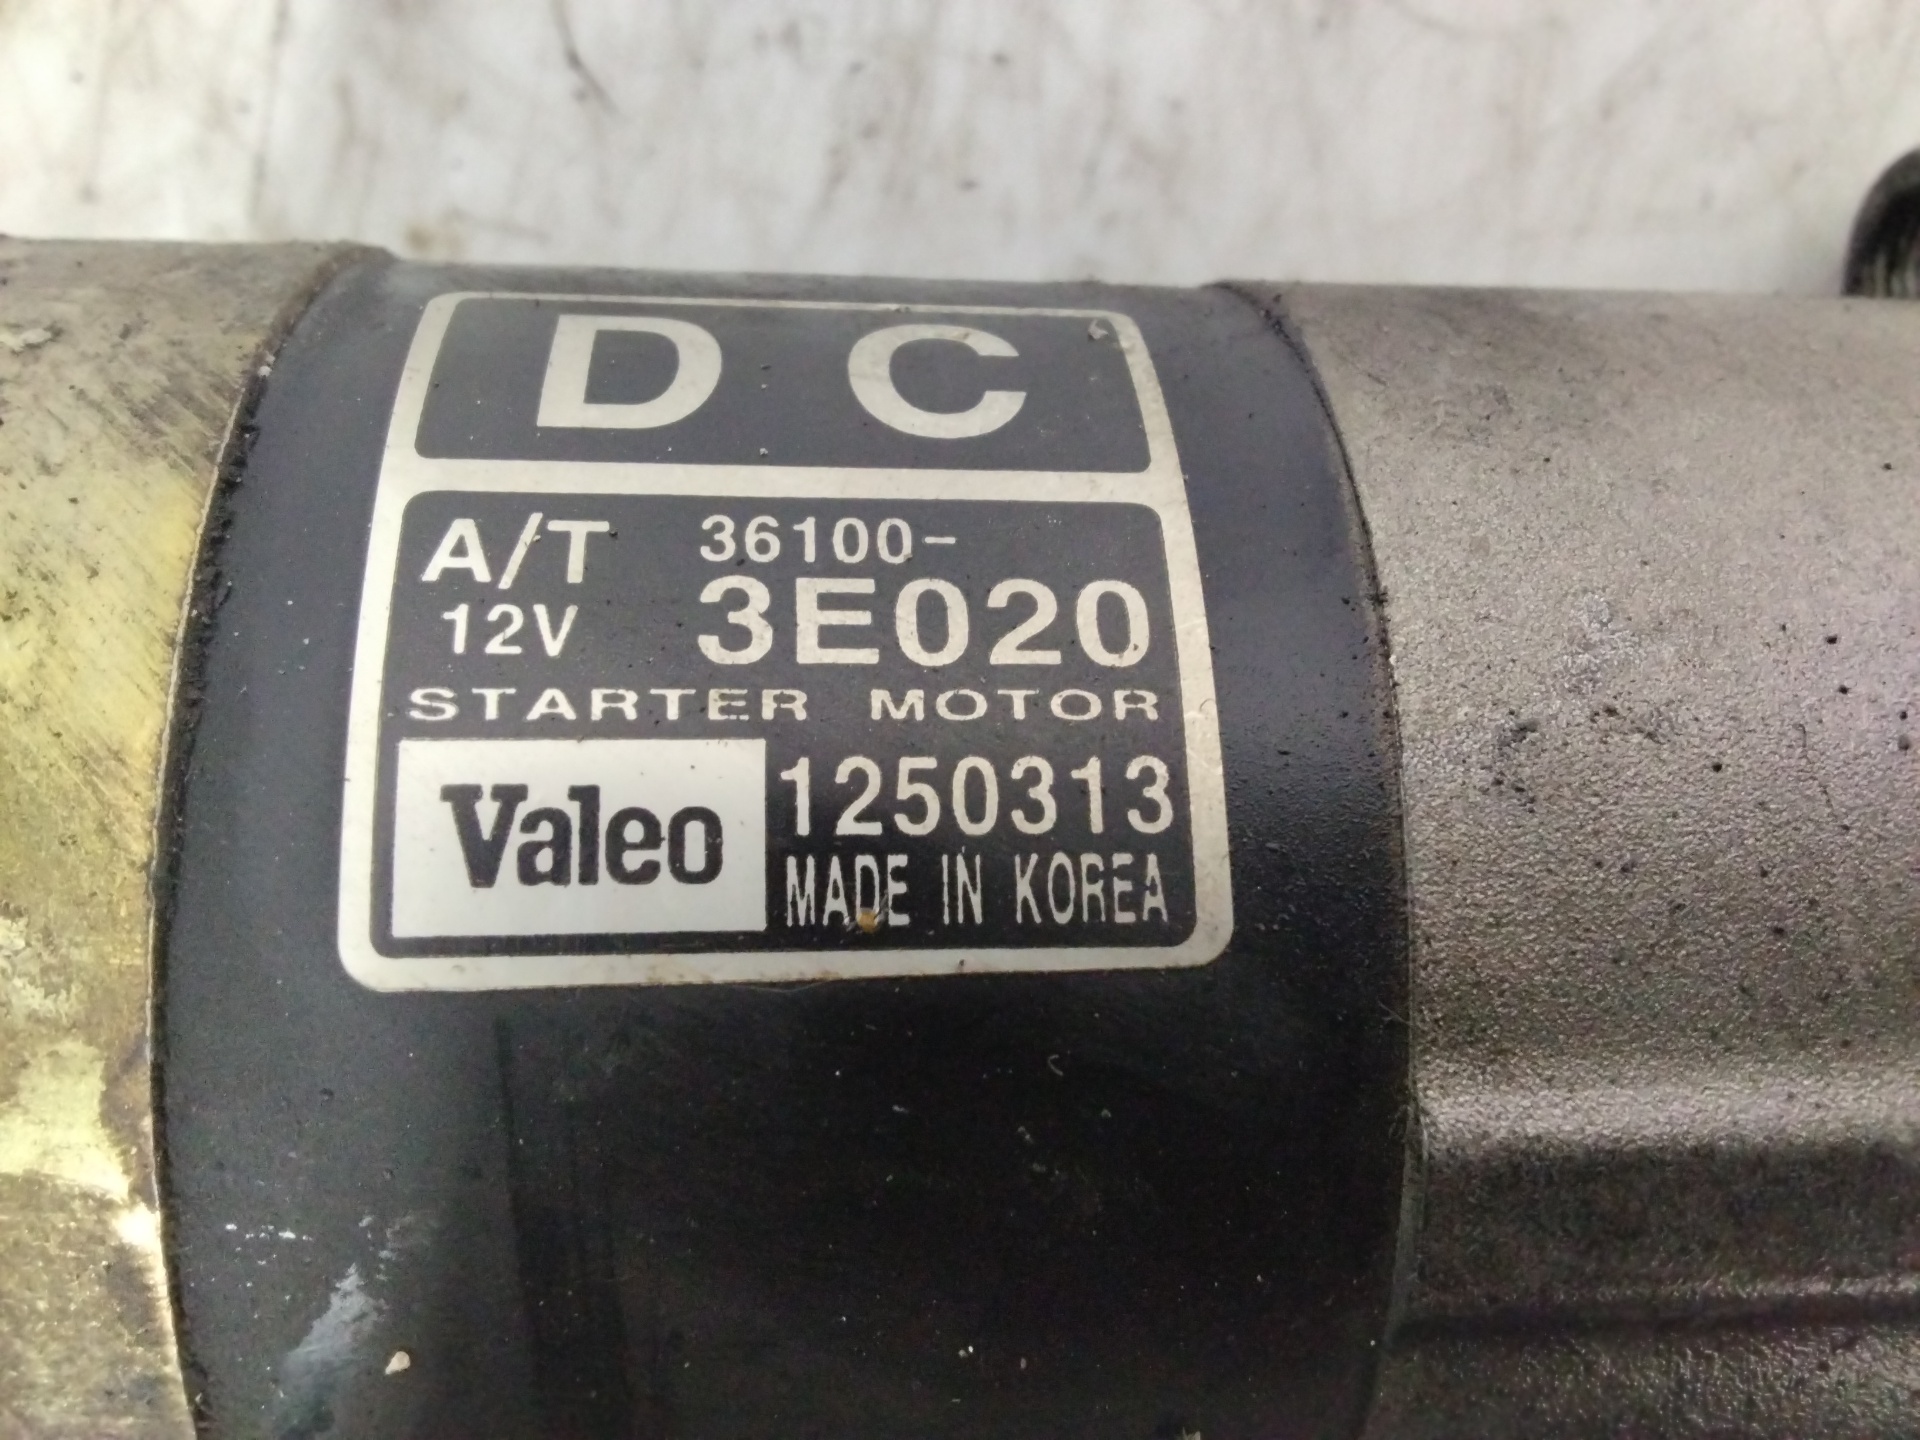 D C
A/T 36100-
12V 3E020
STARTER MOTOR
Valeo 1250313
MADE IN KOREA